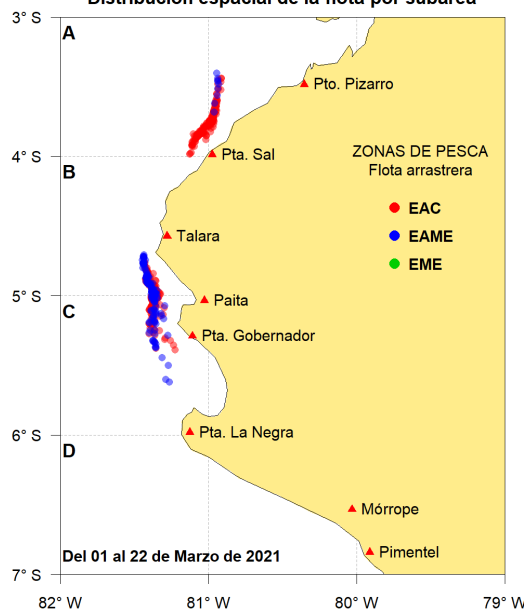 Distribución espacial de la flota por subárea
3° S
A
Pto. Pizarro
ZONAS DE PESCA
Flota arrastrera
EAC
EAME
EME
4° S
Pta. Sal
B
Talara
5° S
Paita
C
Pta. Gobernador
6° S
Pta. La Negra
D
Mórrope
Del 01 al 22 de Marzo de 2021
Pimentel
7° S
82° W
81° W
80° W
79° W